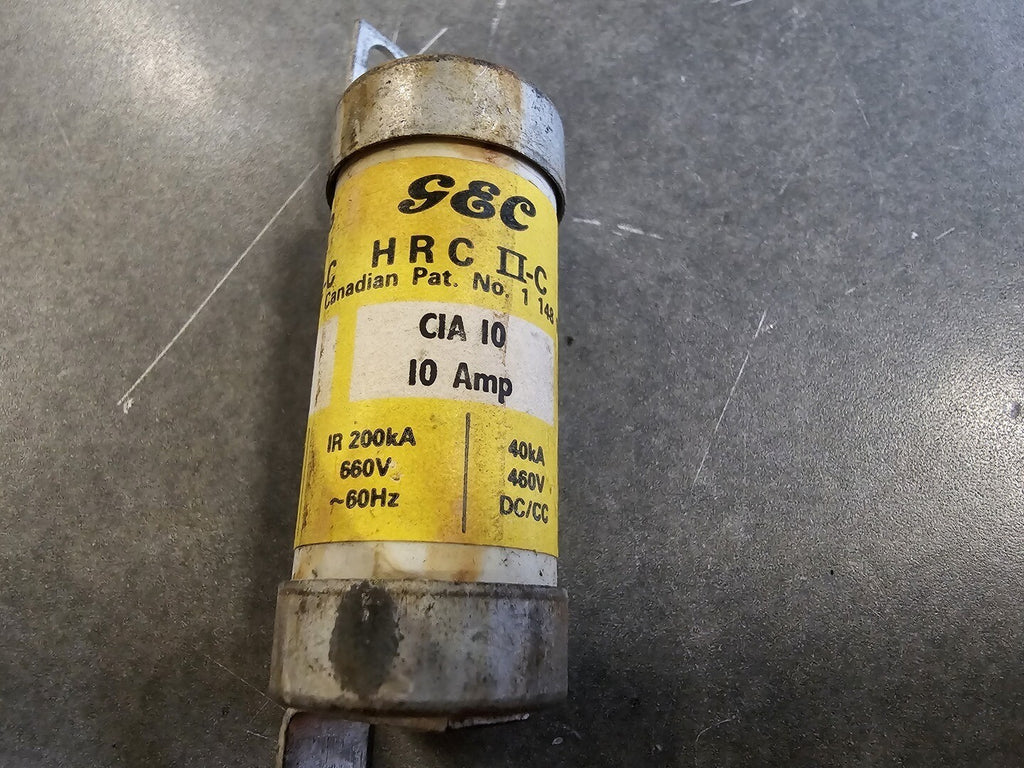 GEC
HRC II-C
-C
Canadian Pat. No. 1 148
CIA 10
10 Amp
IR 200kA
660V
~60Hz
40kA
460V
DC/CC